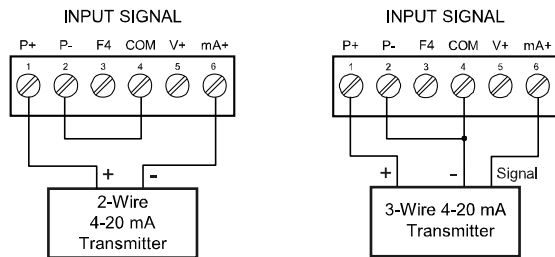 INPUT SIGNAL
P+ P- F4 COM V+ mA+
1 2 3 4 5 6
+ -
2-Wire
4-20 mA
Transmitter
INPUT SIGNAL
P+ P- F4 COM V+ mA+
1 2 3 4 5 6
+ - Signal
3-Wire 4-20 mA
Transmitter